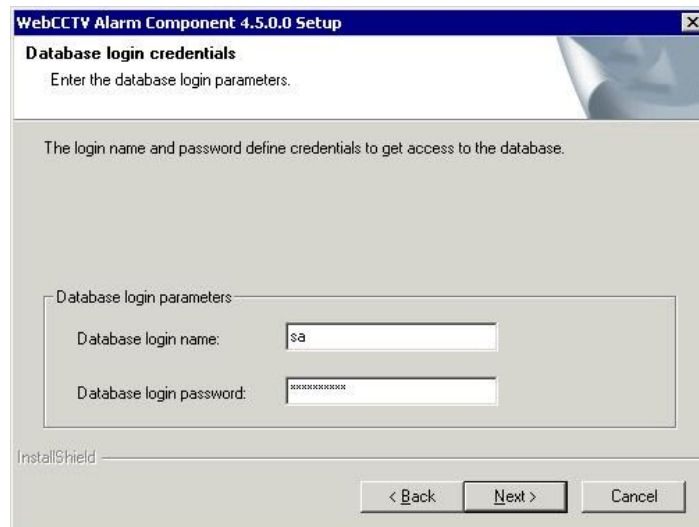 WebCCTV Alarm Component 4.5.0.0 Setup
Database login credentials
Enter the database login parameters.
The login name and password define credentials to get access to the database.
Database login parameters
Database login name:
sa
Database login password:
xxxxxxxxxx
InstallShield
< Back
Next >
Cancel